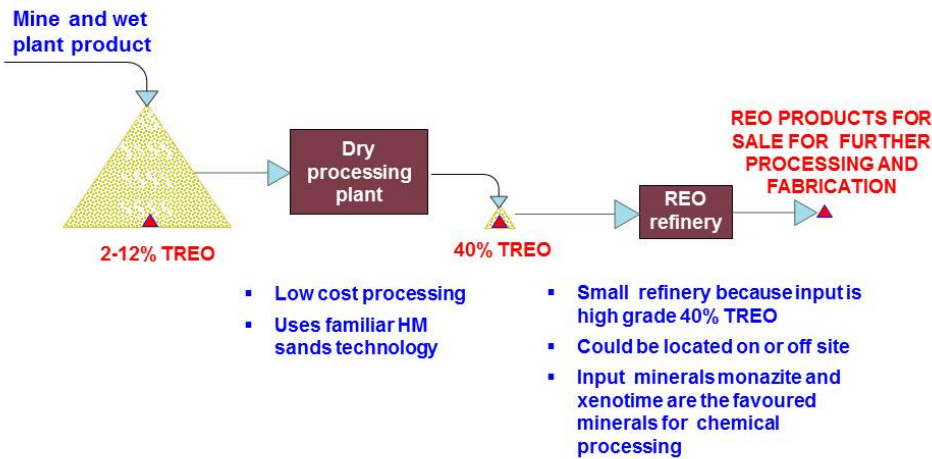 Mine and wet
plant product
Dry
processing
plant
REO PRODUCTS FOR
SALE FOR FURTHER
PROCESSING AND
FABRICATION
REO
refinery
2-12% TREO
40% TREO
▪ Low cost processing
▪ Uses familiar HM
sands technology
▪ Small refinery because input is
high grade 40% TREO
▪ Could be located on or off site
▪ Input minerals monazite and
xenotime are the favoured
minerals for chemical
processing